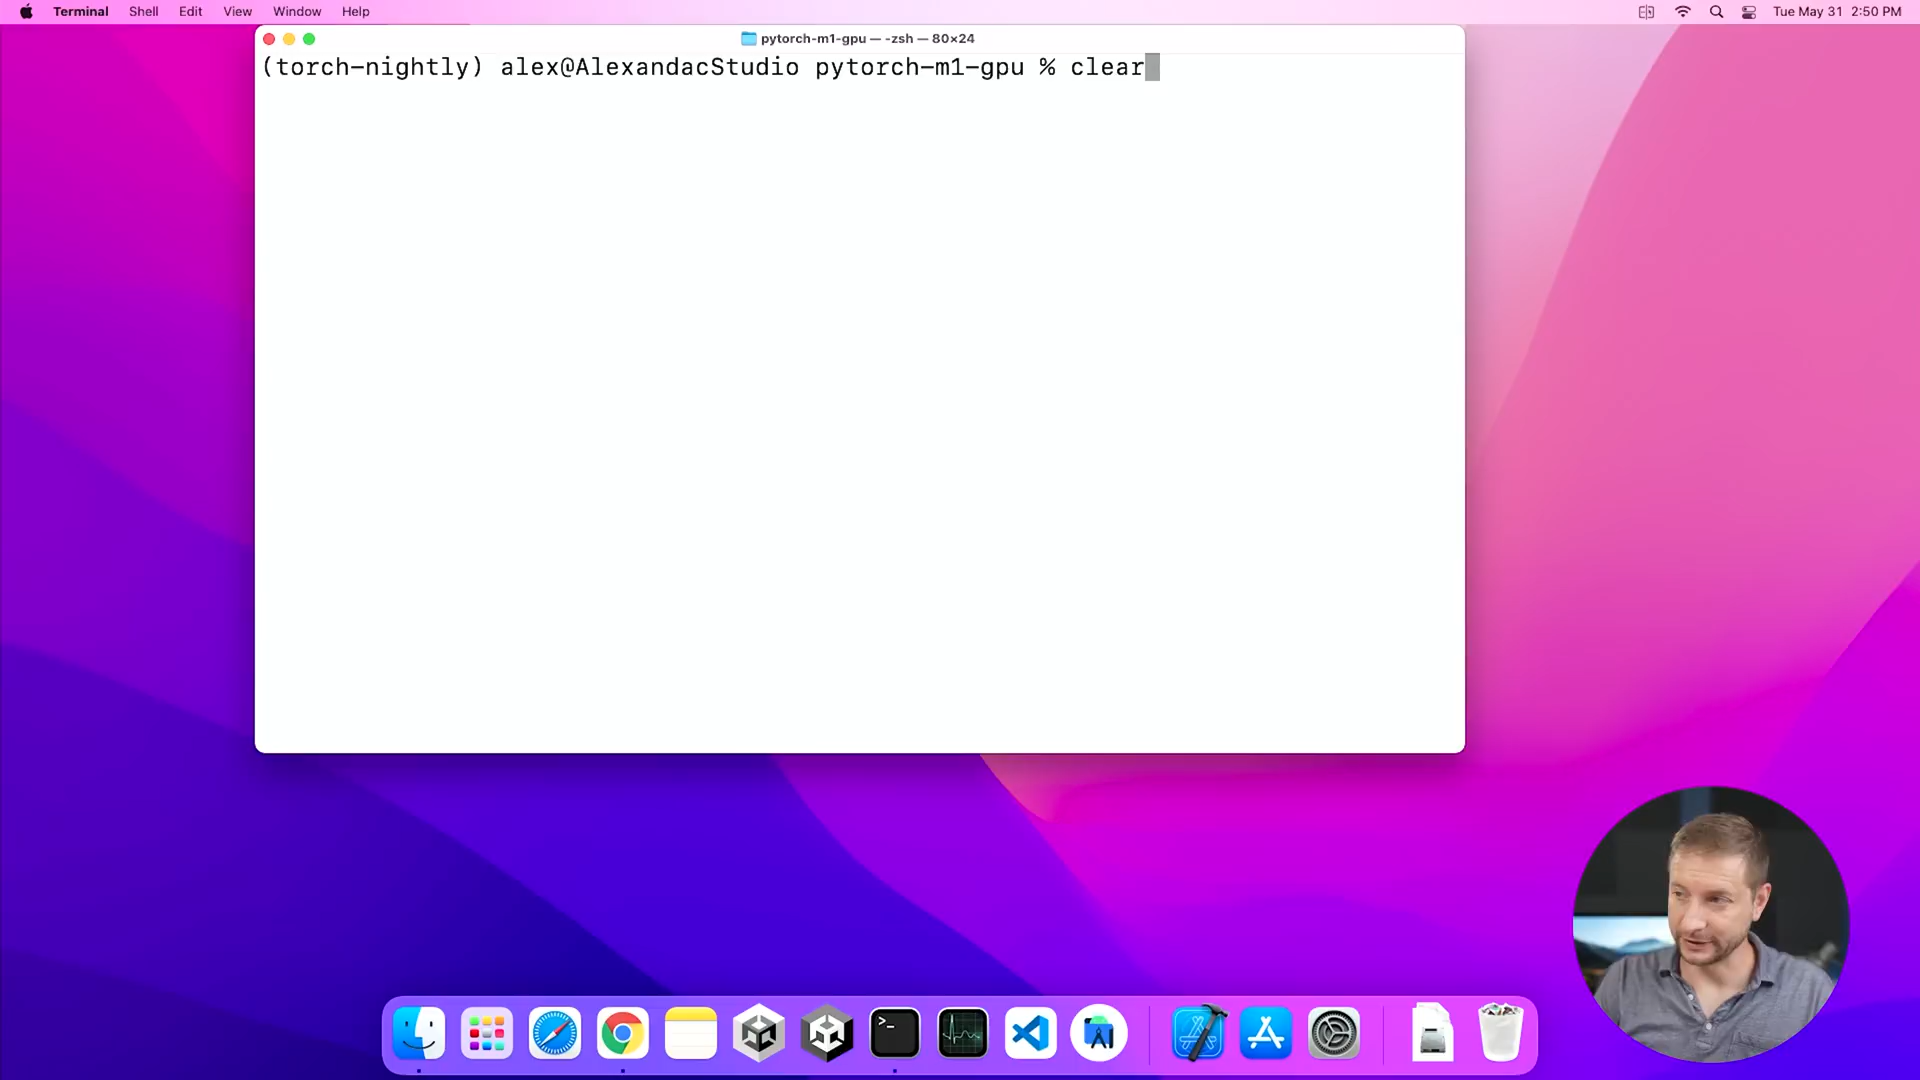 Terminal Shell Edit View Window Help Tue May 31 2:50 PM
pytorch-m1-gpu — -zsh — 80×24
(torch-nightly) alex@AlexandacStudio pytorch-m1-gpu % clear
>_